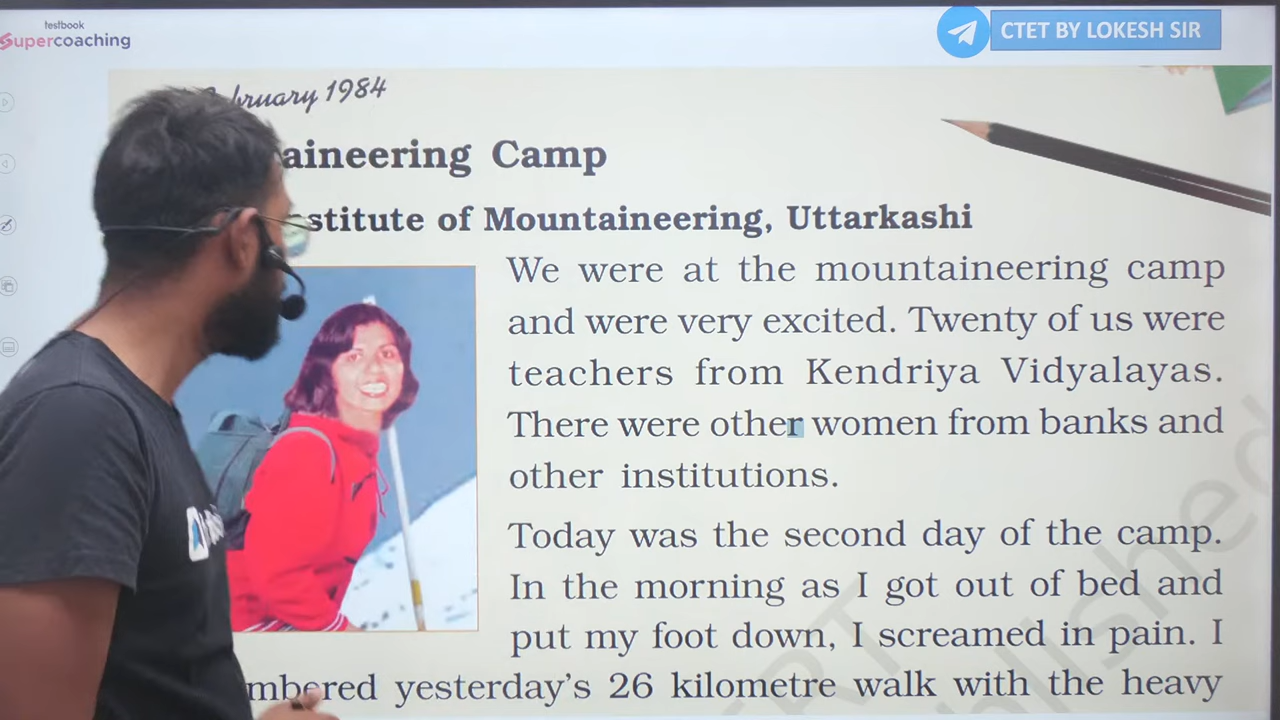 testbook
Supercoaching
CTET BY LOKESH SIR
bruary 1984
aineering Camp
stitute of Mountaineering, Uttarkashi
We were at the mountaineering camp
and were very excited. Twenty of us were
teachers from Kendriya Vidyalayas.
There were other women from banks and
other institutions.
Today was the second day of the camp.
In the morning as I got out of bed and
put my foot down, I screamed in pain. I
mbered yesterday's 26 kilometre walk with the heavy